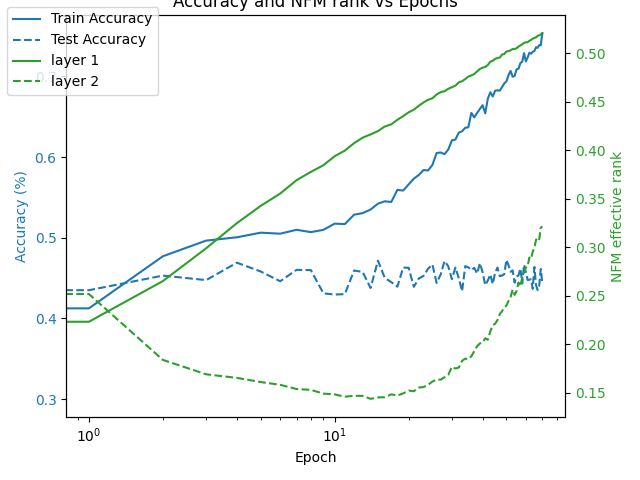 Accuracy and NFM rank vs Epochs
Train Accuracy
Test Accuracy
layer 1
layer 2
0.7
0.6
0.5
0.4
0.3
Accuracy (%)
0.50
0.45
0.40
0.35
0.30
0.25
0.20
0.15
NFM effective rank
10⁰
10¹
Epoch